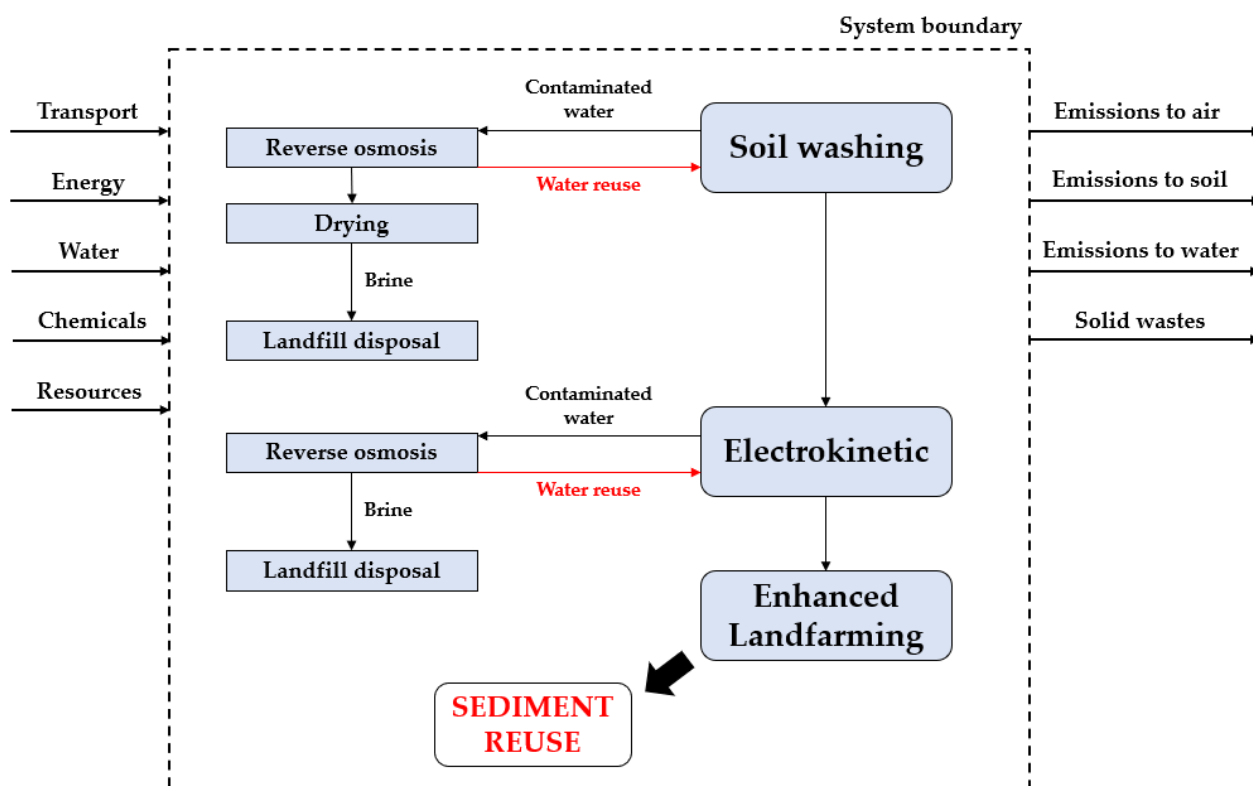 System boundary
Transport
Energy
Water
Chemicals
Resources
Contaminated
water
Soil washing
Reverse osmosis
Water reuse
Drying
Brine
Landfill disposal
Contaminated
water
Electrokinetic
Reverse osmosis
Water reuse
Brine
Landfill disposal
Enhanced
Landfarming
SEDIMENT
REUSE
Emissions to air
Emissions to soil
Emissions to water
Solid wastes